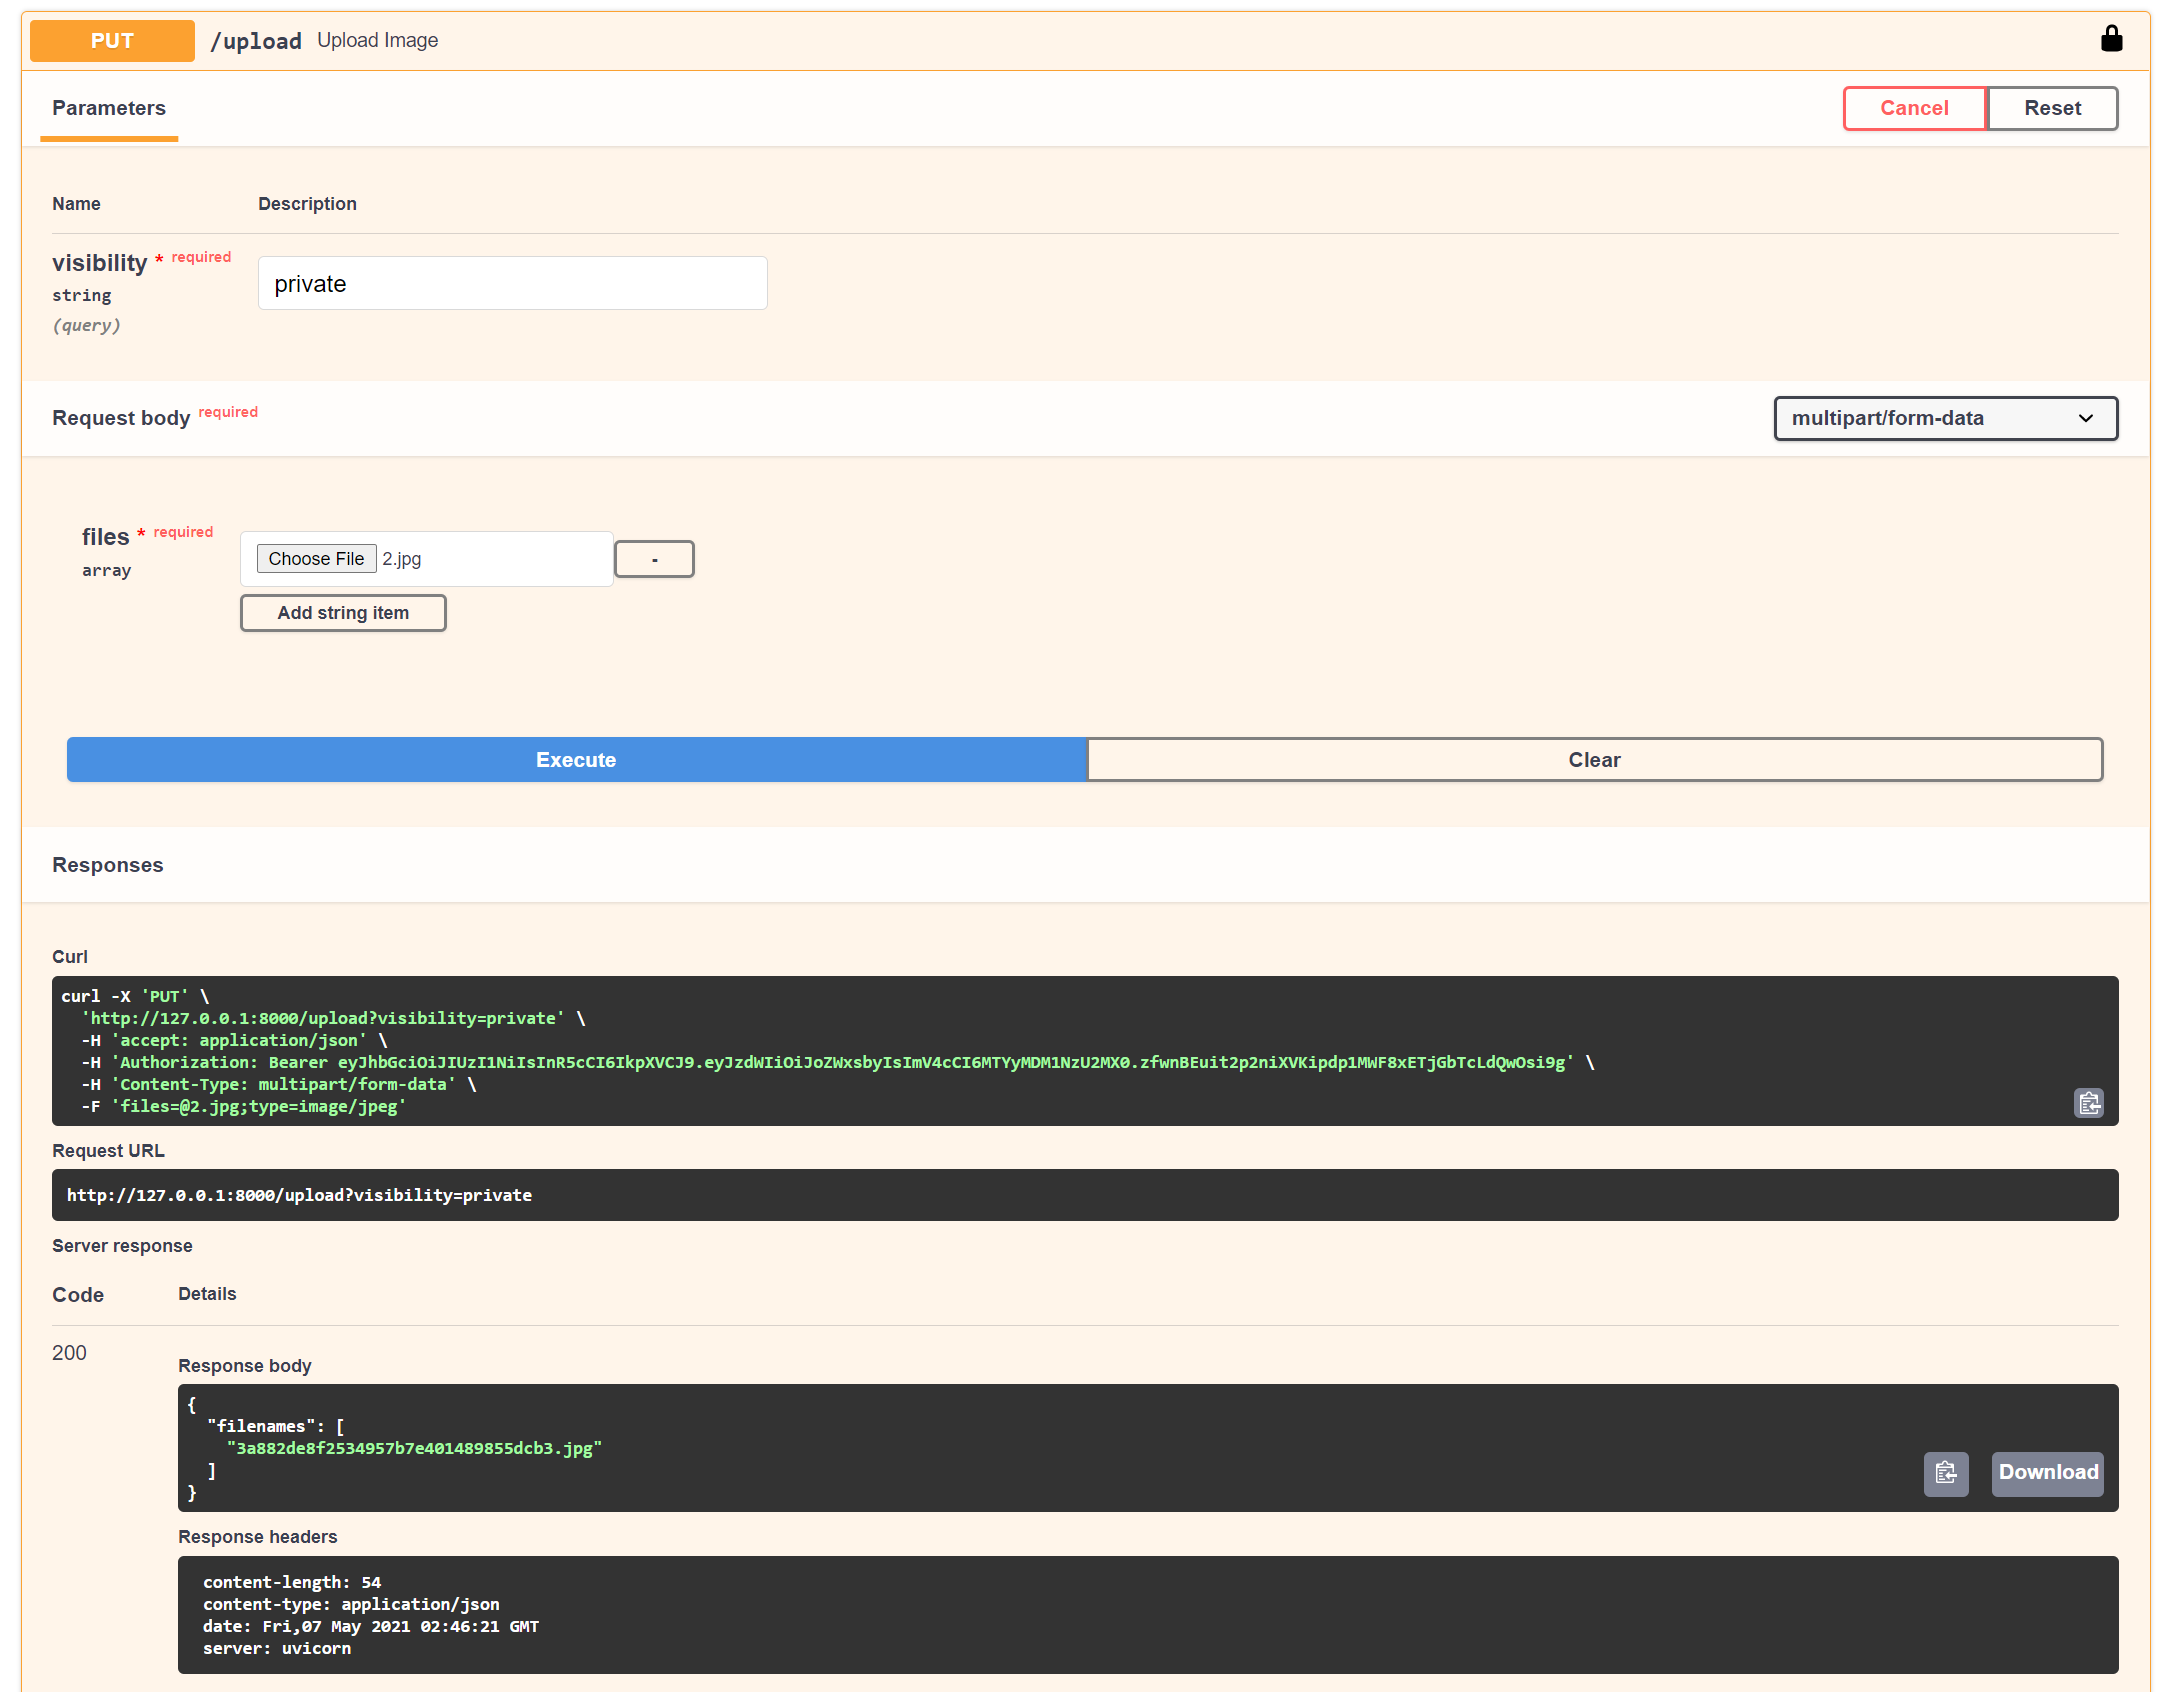 PUT /upload Upload Image
Parameters
Cancel Reset
Name Description
visibility * required
string
(query)
private
Request body required
multipart/form-data
files * required
array
Choose File 2.jpg
-
Add string item
Execute Clear
Responses
Curl
curl -X 'PUT' \
'http://127.0.0.1:8000/upload?visibility=private' \
-H 'accept: application/json' \
-H 'Authorization: Bearer eyJhbGciOiJIUzI1NiIsInR5cCI6IkpXVCJ9.eyJzdWIiOiJoZWxsbyIsImV4cCI6MTYyMDM1NzU2MX0.zfwnBEuit2p2niXVKipdp1MWF8xETjGbTcLdQwOsi9g' \
-H 'Content-Type: multipart/form-data' \
-F 'files=@2.jpg;type=image/jpeg'
Request URL
http://127.0.0.1:8000/upload?visibility=private
Server response
Code Details
200
Response body
{
"filenames": [
"3a882de8f2534957b7e401489855dcb3.jpg"
]
}
Download
Response headers
content-length: 54
content-type: application/json
date: Fri,07 May 2021 02:46:21 GMT
server: uvicorn